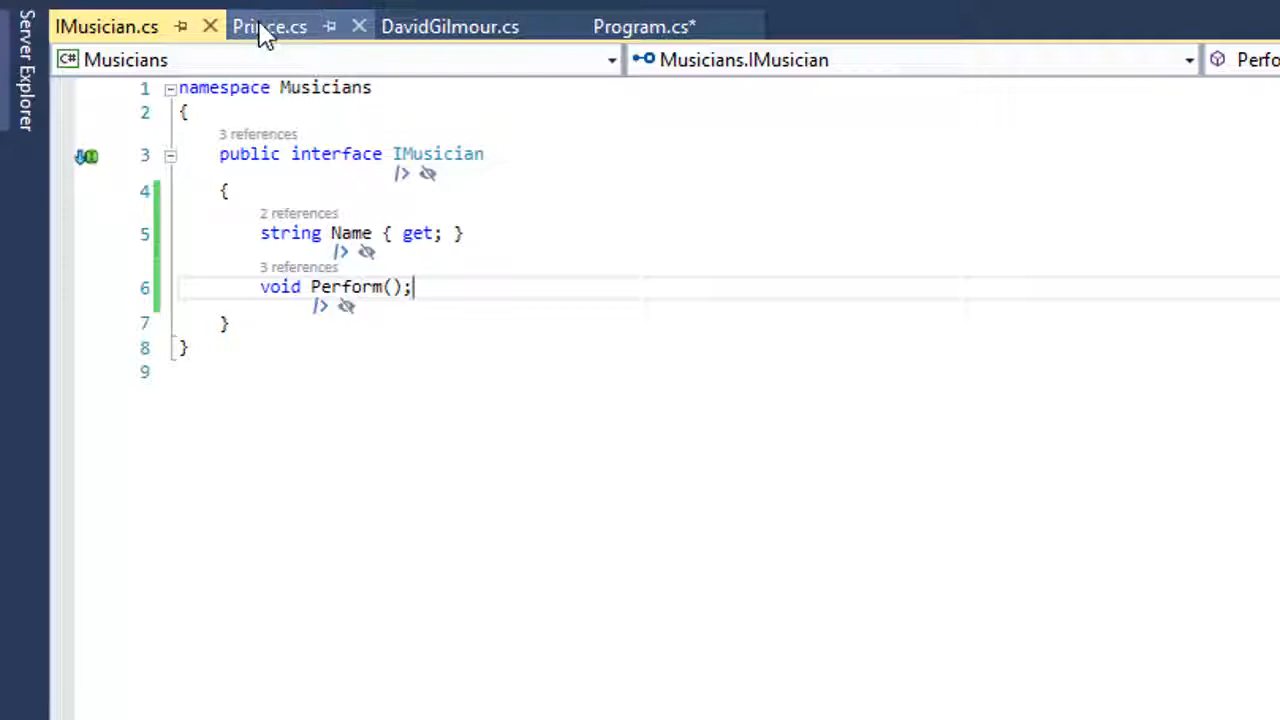 Server Explorer
IMusician.cs Prince.cs DavidGilmour.cs Program.cs*
C# Musicians Musicians.IMusician Perfo
1 namespace Musicians
2 {
3 references
3 public interface IMusician
4 {
2 references
5 string Name { get; }
3 references
6 void Perform();
7 }
8 }
9